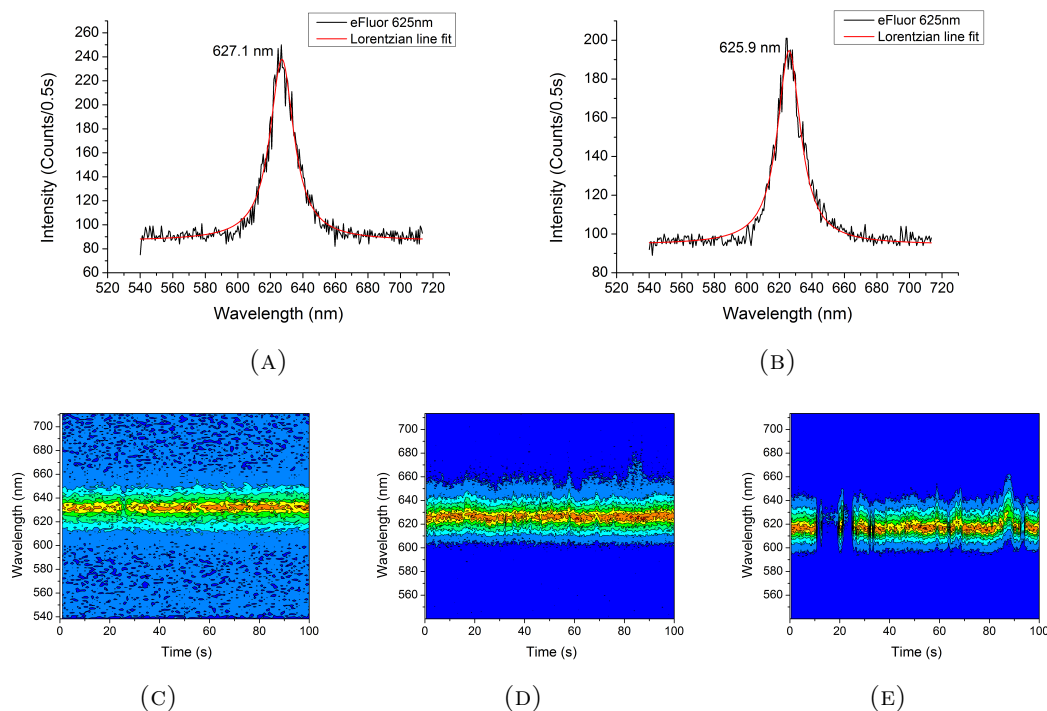 eFluor 625nm
Lorentzian line fit
627.1 nm
Intensity (Counts/0.5s)
260
240
220
200
180
160
140
120
100
80
60
520 540 560 580 600 620 640 660 680 700 720
Wavelength (nm)
(A)
eFluor 625nm
Lorentzian line fit
625.9 nm
Intensity (Counts/0.5s)
200
180
160
140
120
100
80
520 540 560 580 600 620 640 660 680 700 720
Wavelength (nm)
(B)
Wavelength (nm)
700
680
660
640
620
600
580
560
540
0 20 40 60 80 100
Time (s)
(C)
Wavelength (nm)
700
680
660
640
620
600
580
560
0 20 40 60 80 100
Time (s)
(D)
Wavelength (nm)
700
680
660
640
620
600
580
560
0 20 40 60 80 100
Time (s)
(E)